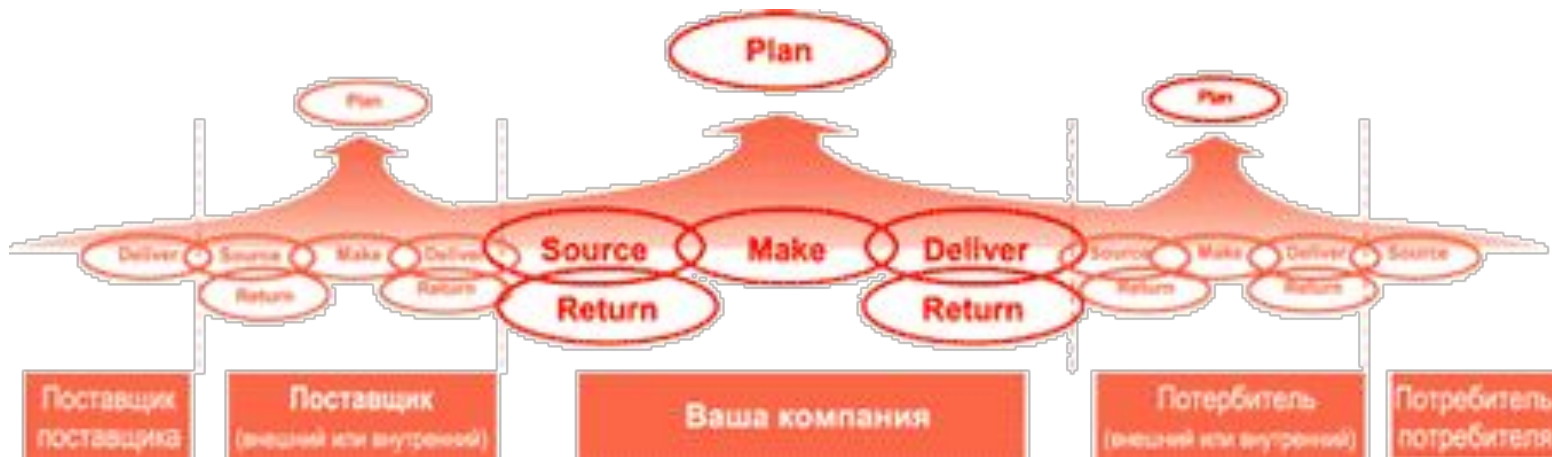 Plan
Plan
Plan
Deliver Source Make Deliver Source Make Deliver Source Make Deliver Source
Return Return Return Return Return Return
Поставщик
поставщика
Поставщик
(внешний или внутренний)
Ваша компания
Потербитель
(внешний или внутренний)
Потребитель
потребителя